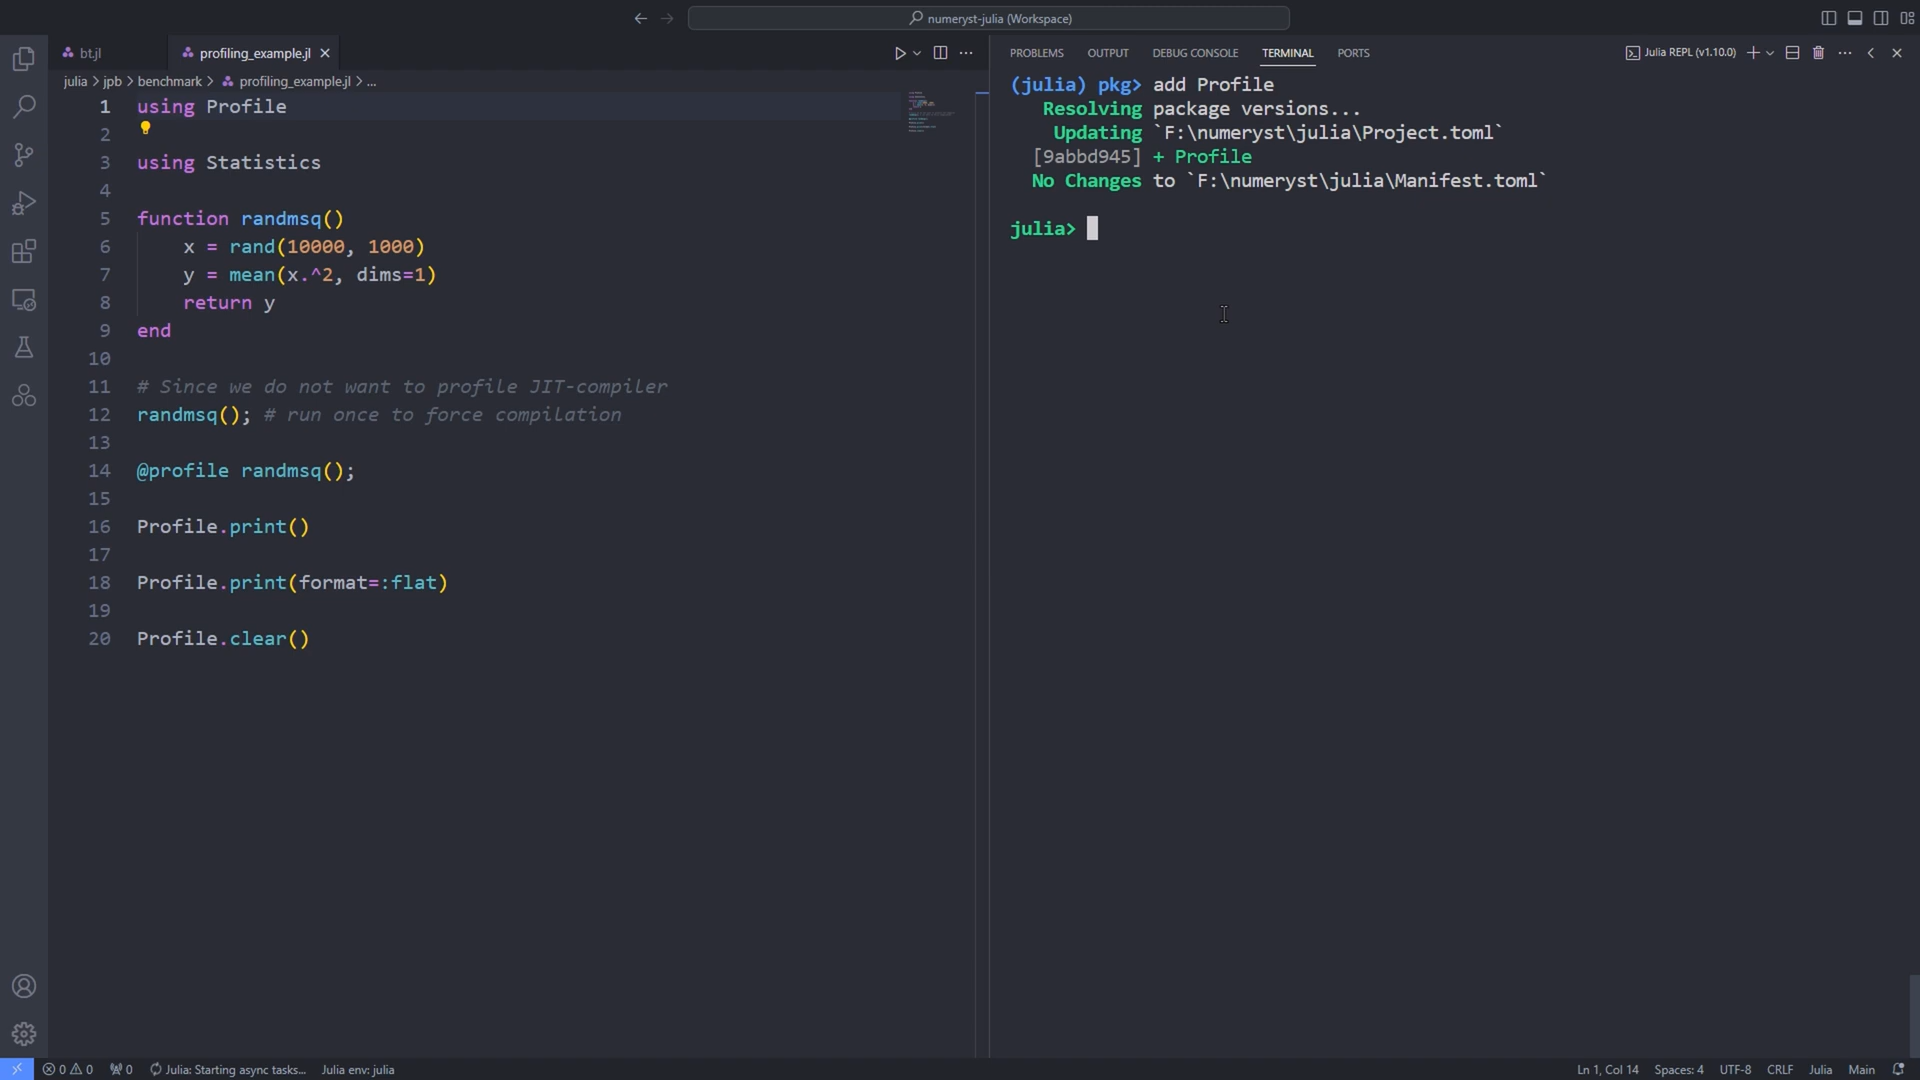 numeryst-julia (Workspace)
bt.jl
profiling_example.jl
julia > jpb > benchmark > profiling_example.jl > ...
1 using Profile
2
3 using Statistics
4
5 function randmsq()
6 x = rand(10000, 1000)
7 y = mean(x.^2, dims=1)
8 return y
9 end
10
11 # Since we do not want to profile JIT-compiler
12 randmsq(); # run once to force compilation
13
14 @profile randmsq();
15
16 Profile.print()
17
18 Profile.print(format=:flat)
19
20 Profile.clear()
PROBLEMS OUTPUT DEBUG CONSOLE TERMINAL PORTS
Julia REPL (v1.10.0)
(julia) pkg> add Profile
Resolving package versions...
Updating `F:\numeryst\julia\Project.toml`
[9abbd945] + Profile
No Changes to `F:\numeryst\julia\Manifest.toml`
julia>
0 0 0 Julia: Starting async tasks... Julia env: julia
Ln 1, Col 14 Spaces: 4 UTF-8 CRLF Julia Main